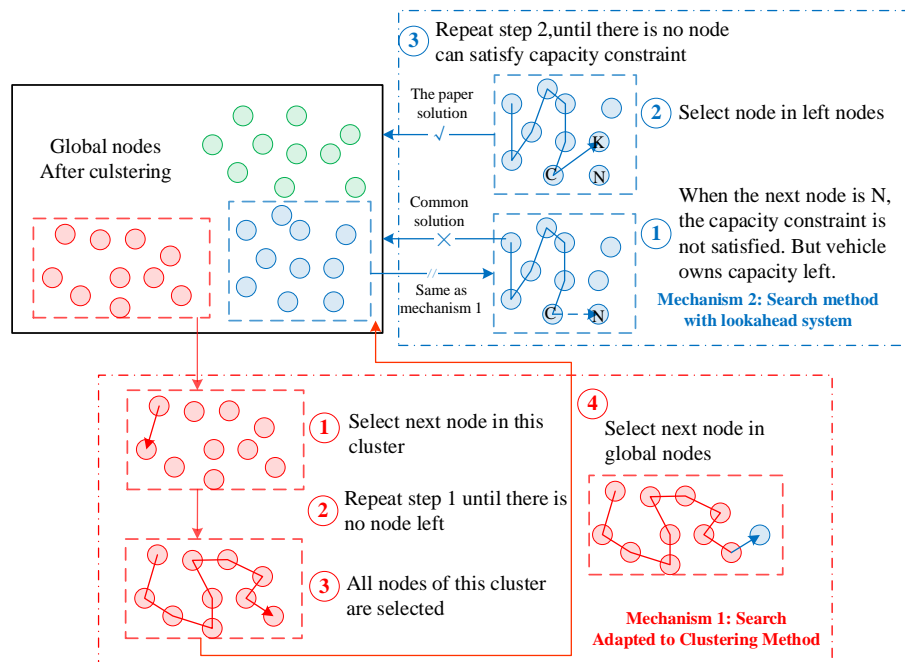 3
Repeat step 2,until there is no node
can satisfy capacity constraint
The paper
solution
√
2
Select node in left nodes
K
C
N
Global nodes
After culstering
Common
solution
When the next node is N,
the capacity constraint is
not satisfied. But vehicle
owns capacity left.
1
Same as
mechanism 1
C
N
Mechanism 2: Search method
with lookahead system
1
Select next node in this
cluster
2
Repeat step 1 until there is
no node left
3
All nodes of this cluster
are selected
4
Select next node in
global nodes
Mechanism 1: Search
Adapted to Clustering Method